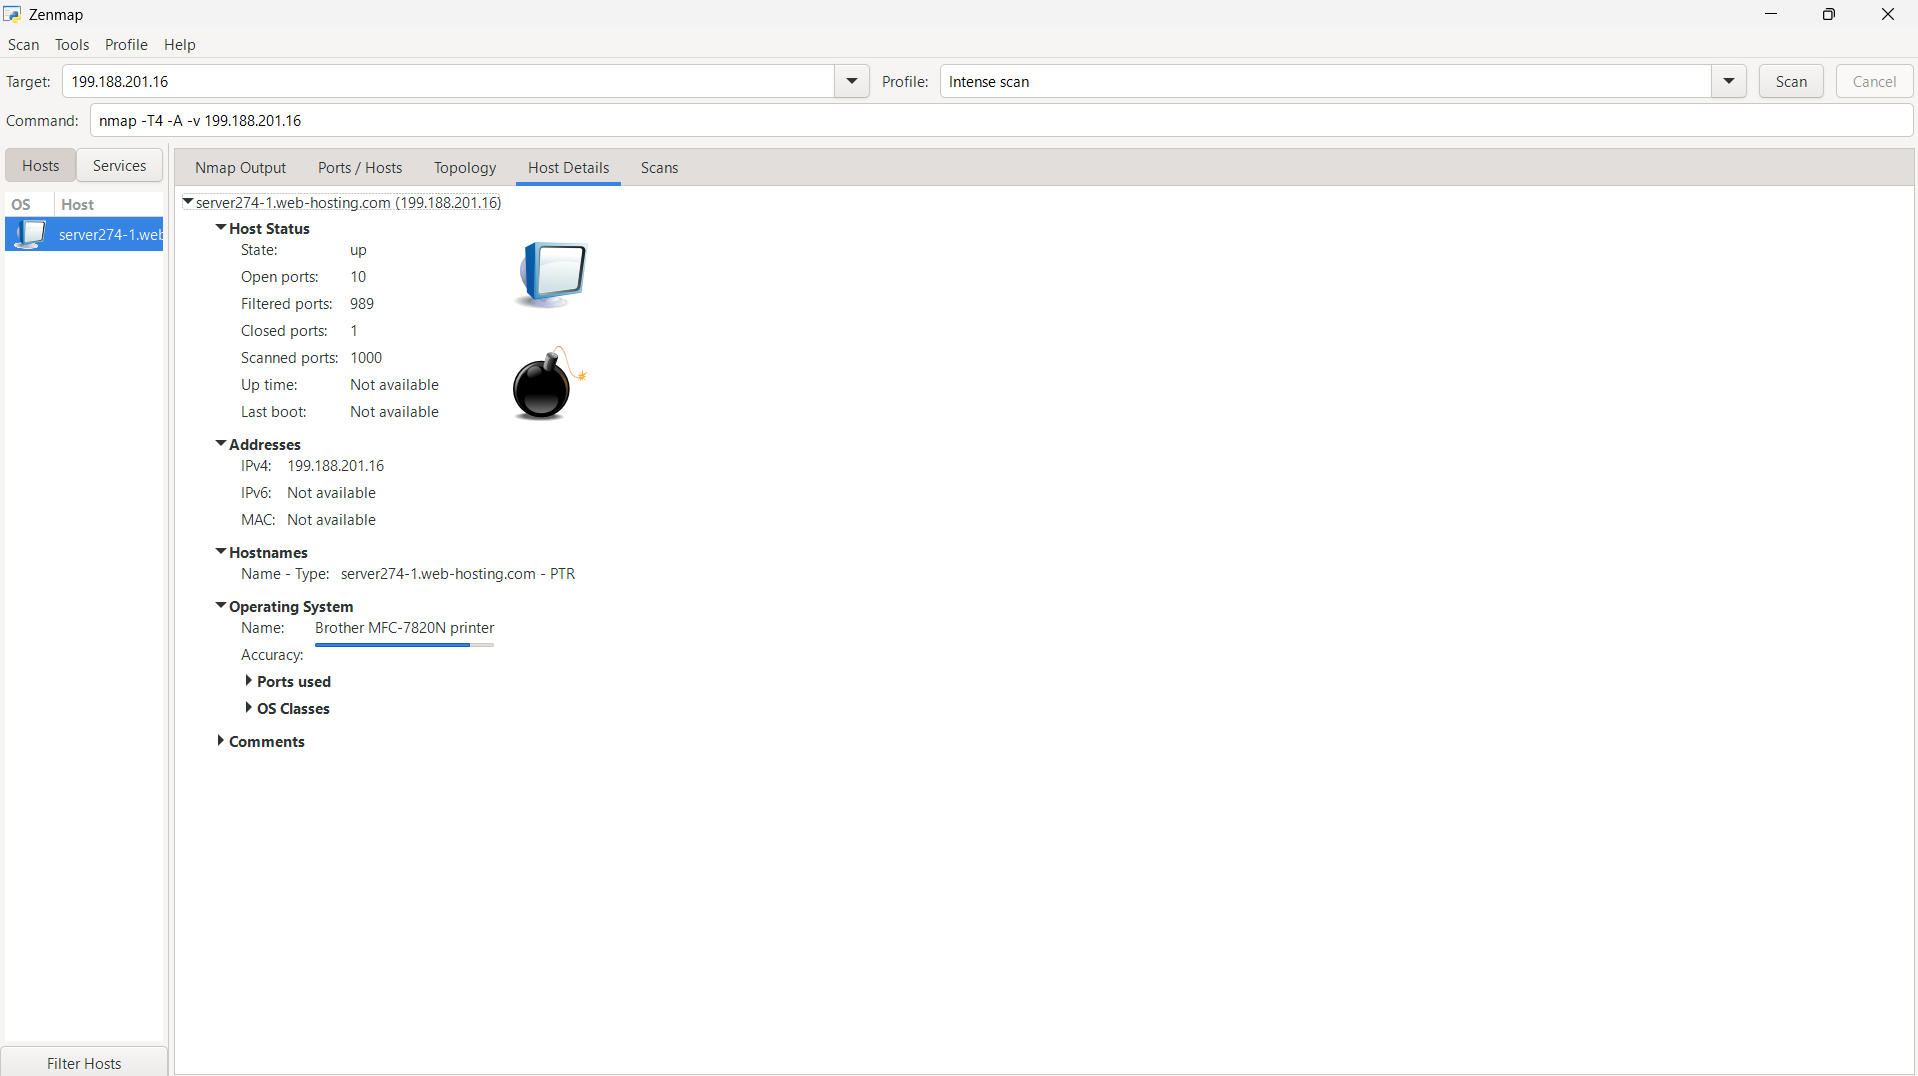 Zenmap
Scan Tools Profile Help
Target: 199.188.201.16 Profile: Intense scan Scan Cancel
Command: nmap -T4 -A -v 199.188.201.16
Hosts Services
Nmap Output Ports / Hosts Topology Host Details Scans
OS Host
server274-1.web
server274-1.web-hosting.com (199.188.201.16)
Host Status
State: up
Open ports: 10
Filtered ports: 989
Closed ports: 1
Scanned ports: 1000
Up time: Not available
Last boot: Not available
Addresses
IPv4: 199.188.201.16
IPv6: Not available
MAC: Not available
Hostnames
Name - Type: server274-1.web-hosting.com - PTR
Operating System
Name: Brother MFC-7820N printer
Accuracy:
Ports used
OS Classes
Comments
Filter Hosts